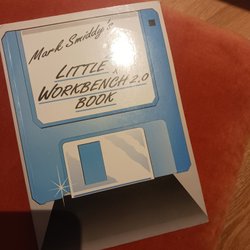 Mark Smiddy's
LITTLE
WORKBENCH 2.0
BOOK